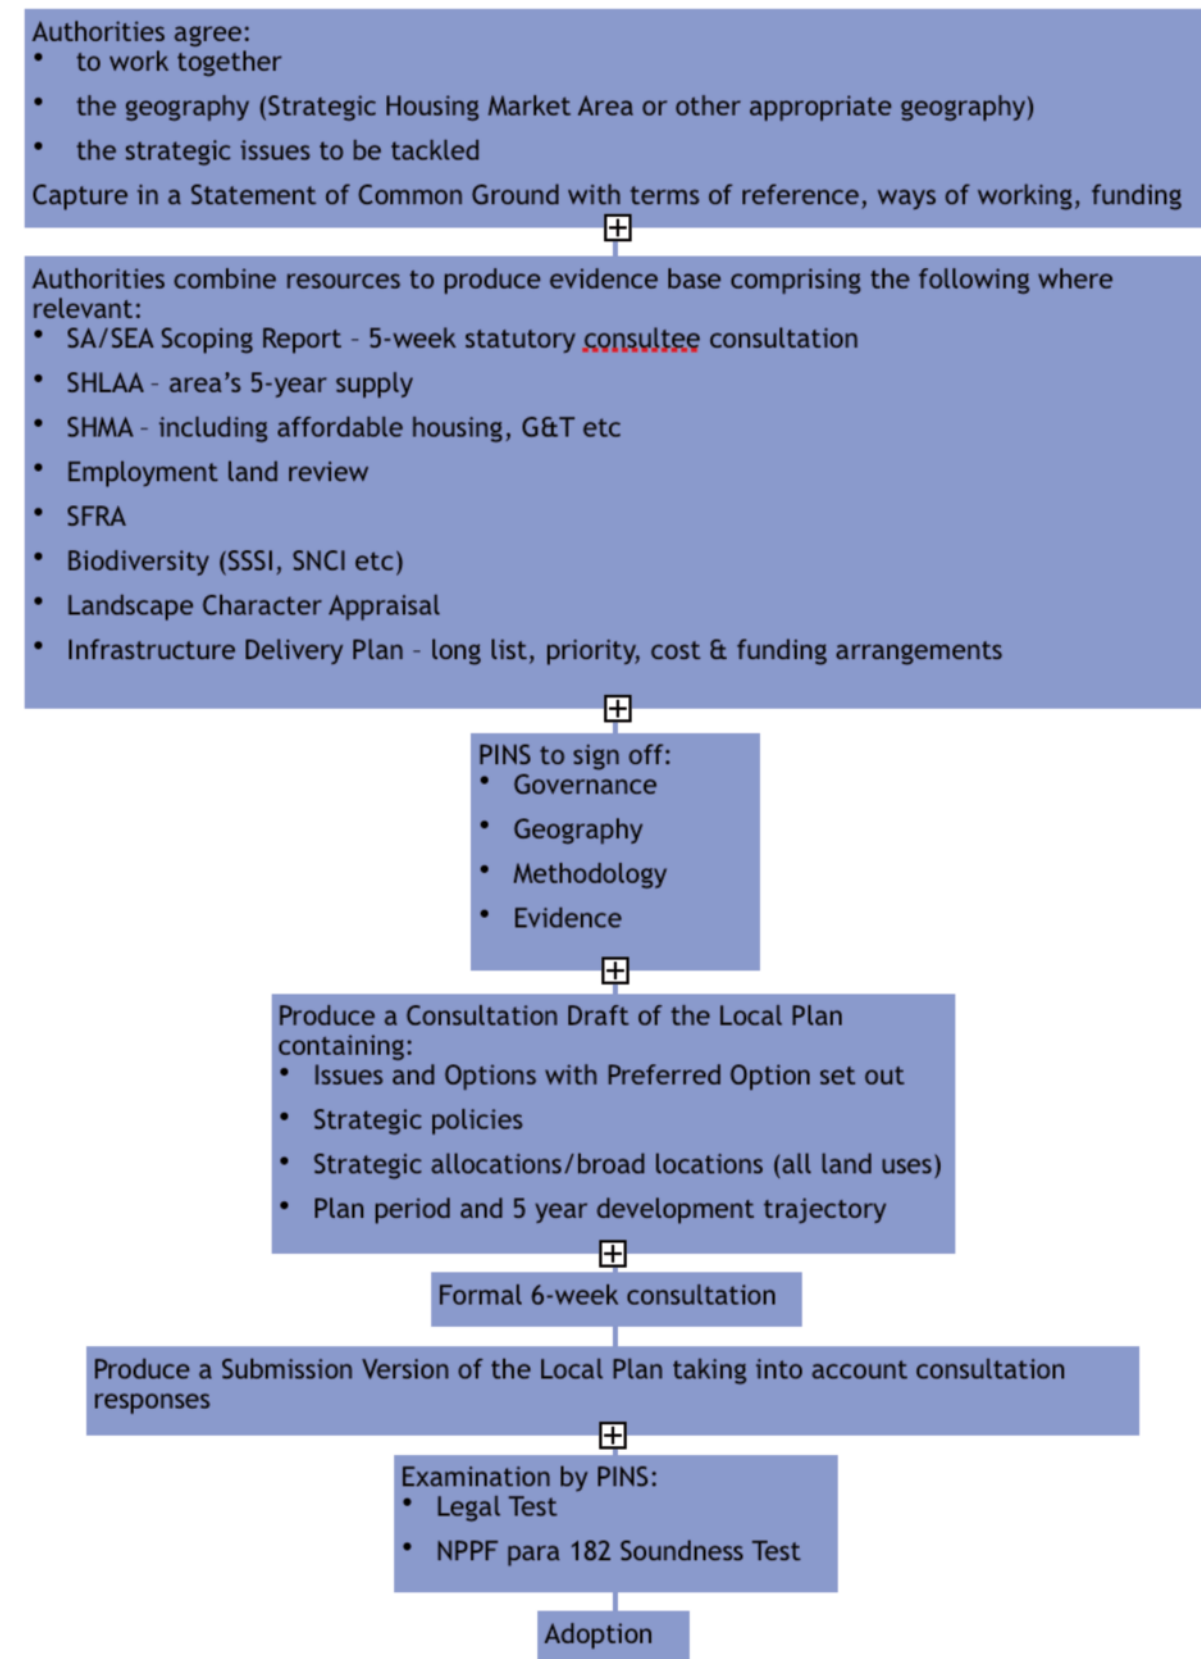 Authorities agree:
• to work together
• the geography (Strategic Housing Market Area or other appropriate geography)
• the strategic issues to be tackled
Capture in a Statement of Common Ground with terms of reference, ways of working, funding
Authorities combine resources to produce evidence base comprising the following where
relevant:
• SA/SEA Scoping Report – 5-week statutory consultee consultation
• SHLAA – area's 5-year supply
• SHMA – including affordable housing, G&T etc
• Employment land review
• SFRA
• Biodiversity (SSSI, SNCI etc)
• Landscape Character Appraisal
• Infrastructure Delivery Plan – long list, priority, cost & funding arrangements
PINS to sign off:
• Governance
• Geography
• Methodology
• Evidence
Produce a Consultation Draft of the Local Plan
containing:
• Issues and Options with Preferred Option set out
• Strategic policies
• Strategic allocations/broad locations (all land uses)
• Plan period and 5 year development trajectory
Formal 6-week consultation
Produce a Submission Version of the Local Plan taking into account consultation
responses
Examination by PINS:
• Legal Test
• NPPF para 182 Soundness Test
Adoption